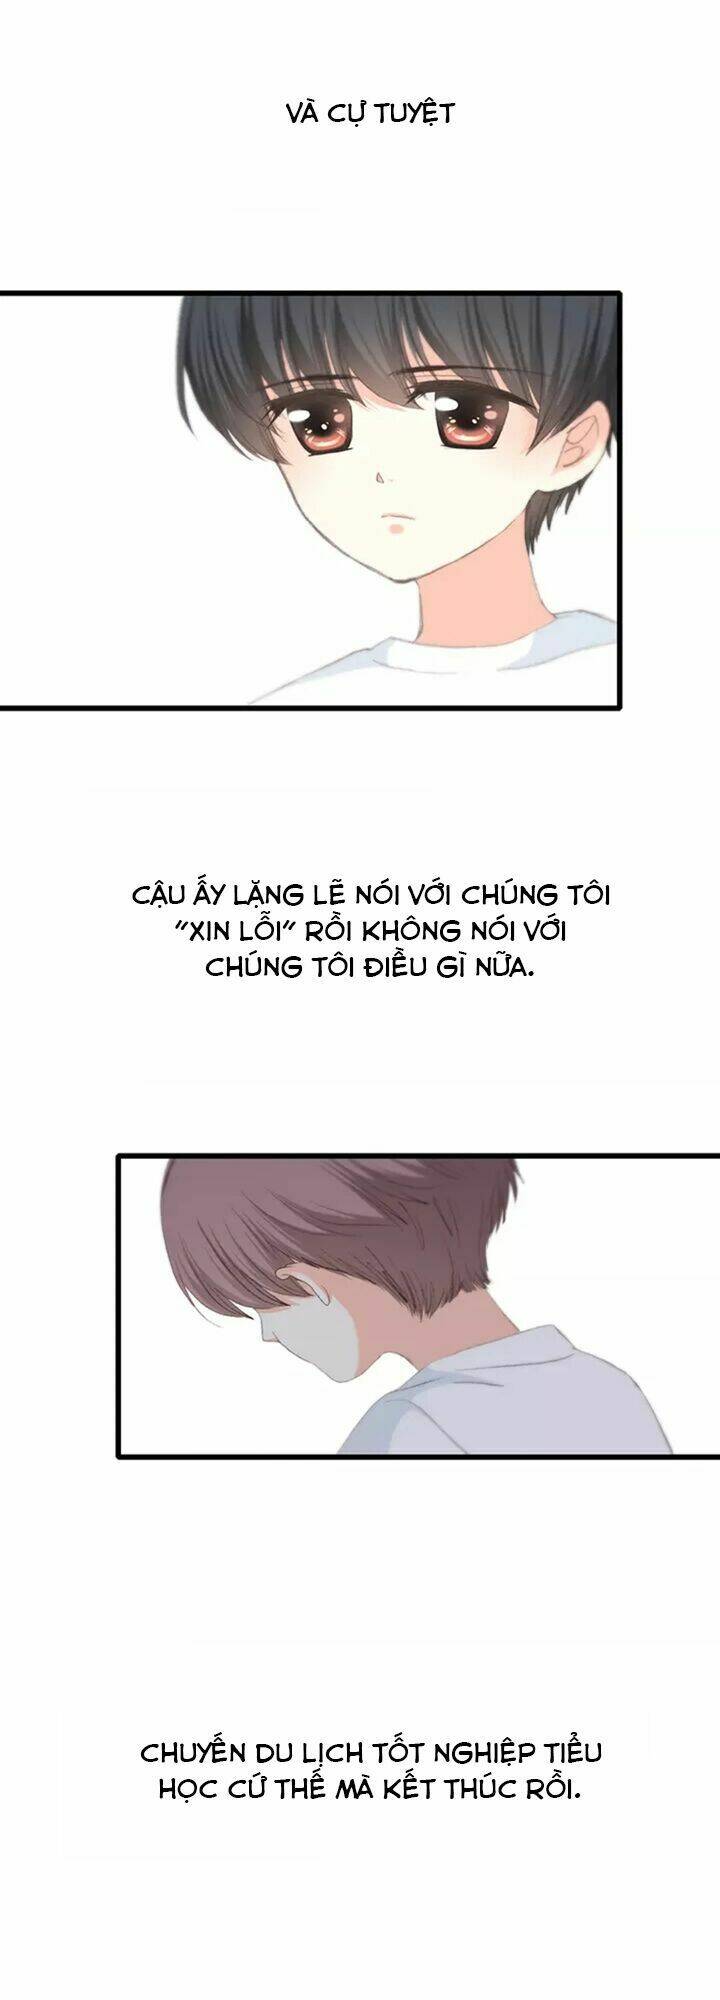 VÀ CỰ TUYỆT
CẬU ẤY LẶNG LẼ NÓI VỚI CHÚNG TÔI
"XIN LỖI" RỒI KHÔNG NÓI VỚI
CHÚNG TÔI ĐIỀU GÌ NỮA.
CHUYẾN DU LỊCH TỐT NGHIỆP TIỂU
HỌC CỨ THẾ MÀ KẾT THÚC RỒI.